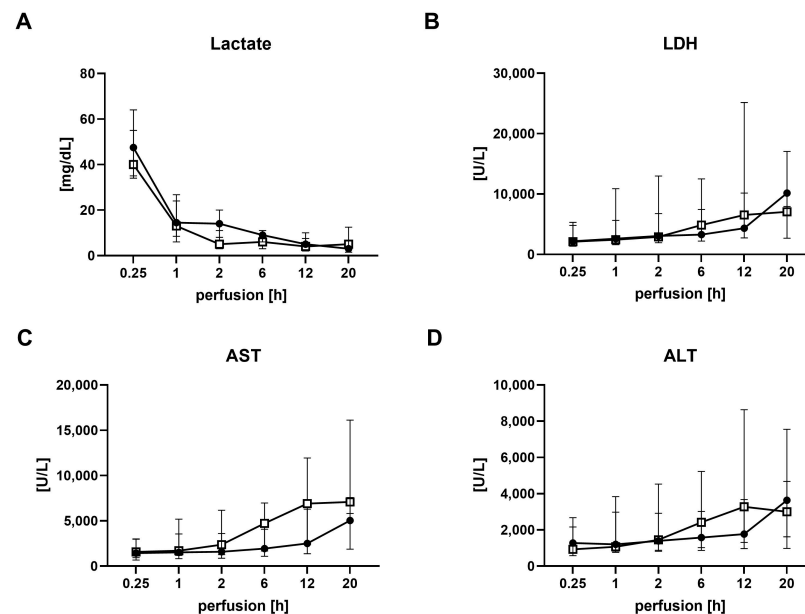 A
Lactate
80
60
40
20
0
[mg/dL]
0.25 1 2 6 12 20
perfusion [h]
B
LDH
30,000
20,000
10,000
0
[U/L]
0.25 1 2 6 12 20
perfusion [h]
C
AST
20,000
15,000
10,000
5,000
0
[U/L]
0.25 1 2 6 12 20
perfusion [h]
D
ALT
10,000
8,000
6,000
4,000
2,000
0
[U/L]
0.25 1 2 6 12 20
perfusion [h]